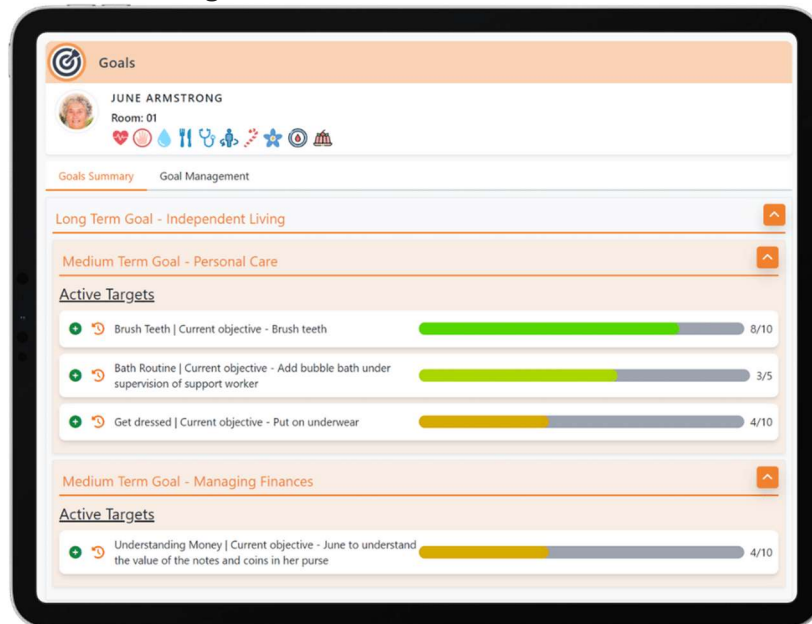 Goals
JUNE ARMSTRONG
Room: 01
Goals Summary
Goal Management
Long Term Goal - Independent Living
Medium Term Goal - Personal Care
Active Targets
Brush Teeth | Current objective - Brush teeth
8/10
Bath Routine | Current objective - Add bubble bath under
supervision of support worker
3/5
Get dressed | Current objective - Put on underwear
4/10
Medium Term Goal - Managing Finances
Active Targets
Understanding Money | Current objective - June to understand
the value of the notes and coins in her purse
4/10